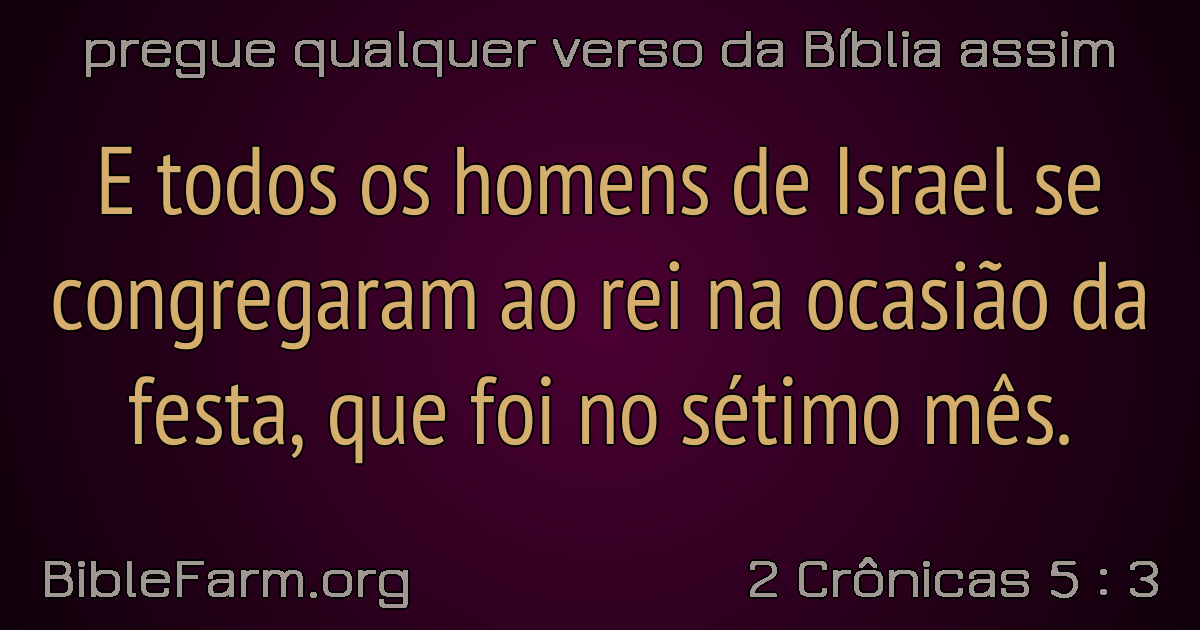 pregue qualquer verso da Bíblia assim
E todos os homens de Israel se
congregaram ao rei na ocasião da
festa, que foi no sétimo mês.
BibleFarm.org
2 Crônicas 5 : 3